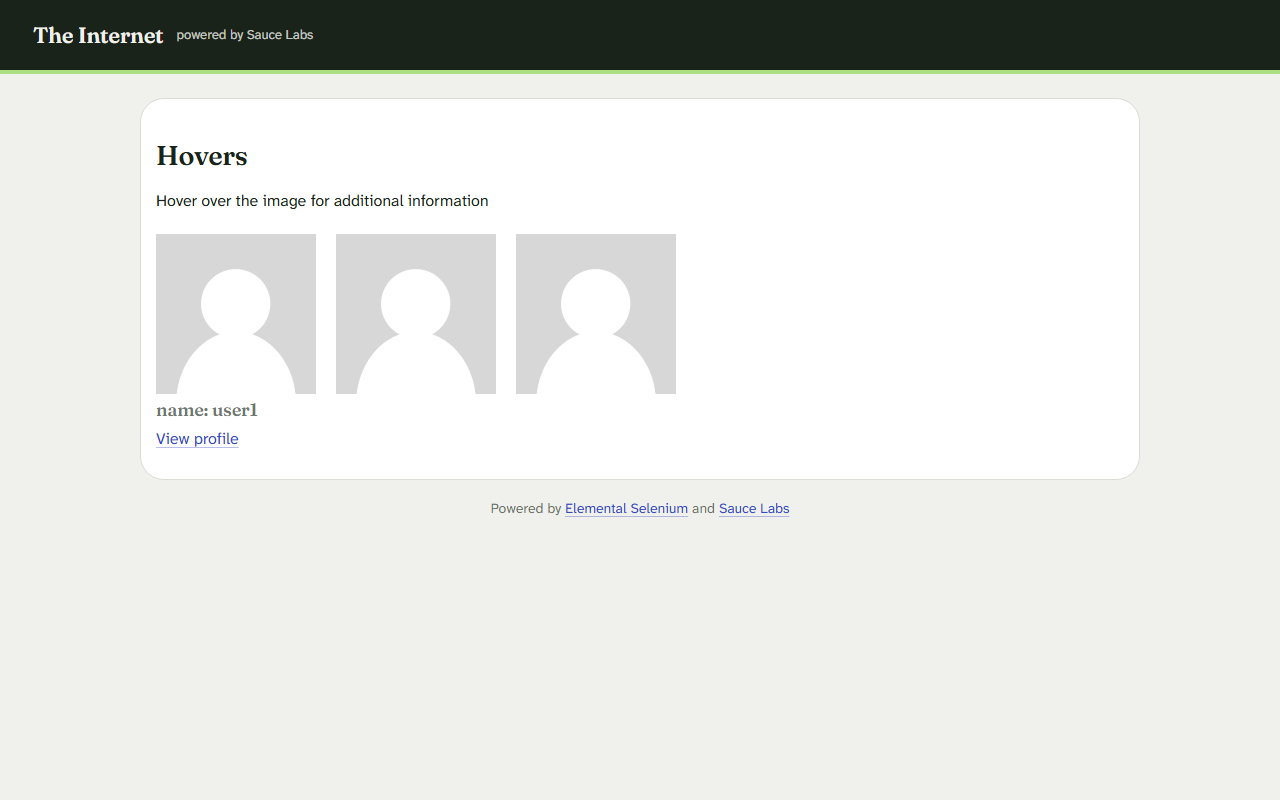 The Internet powered by Sauce Labs
Hovers
Hover over the image for additional information
name: user1
View profile
Powered by Elemental Selenium and Sauce Labs